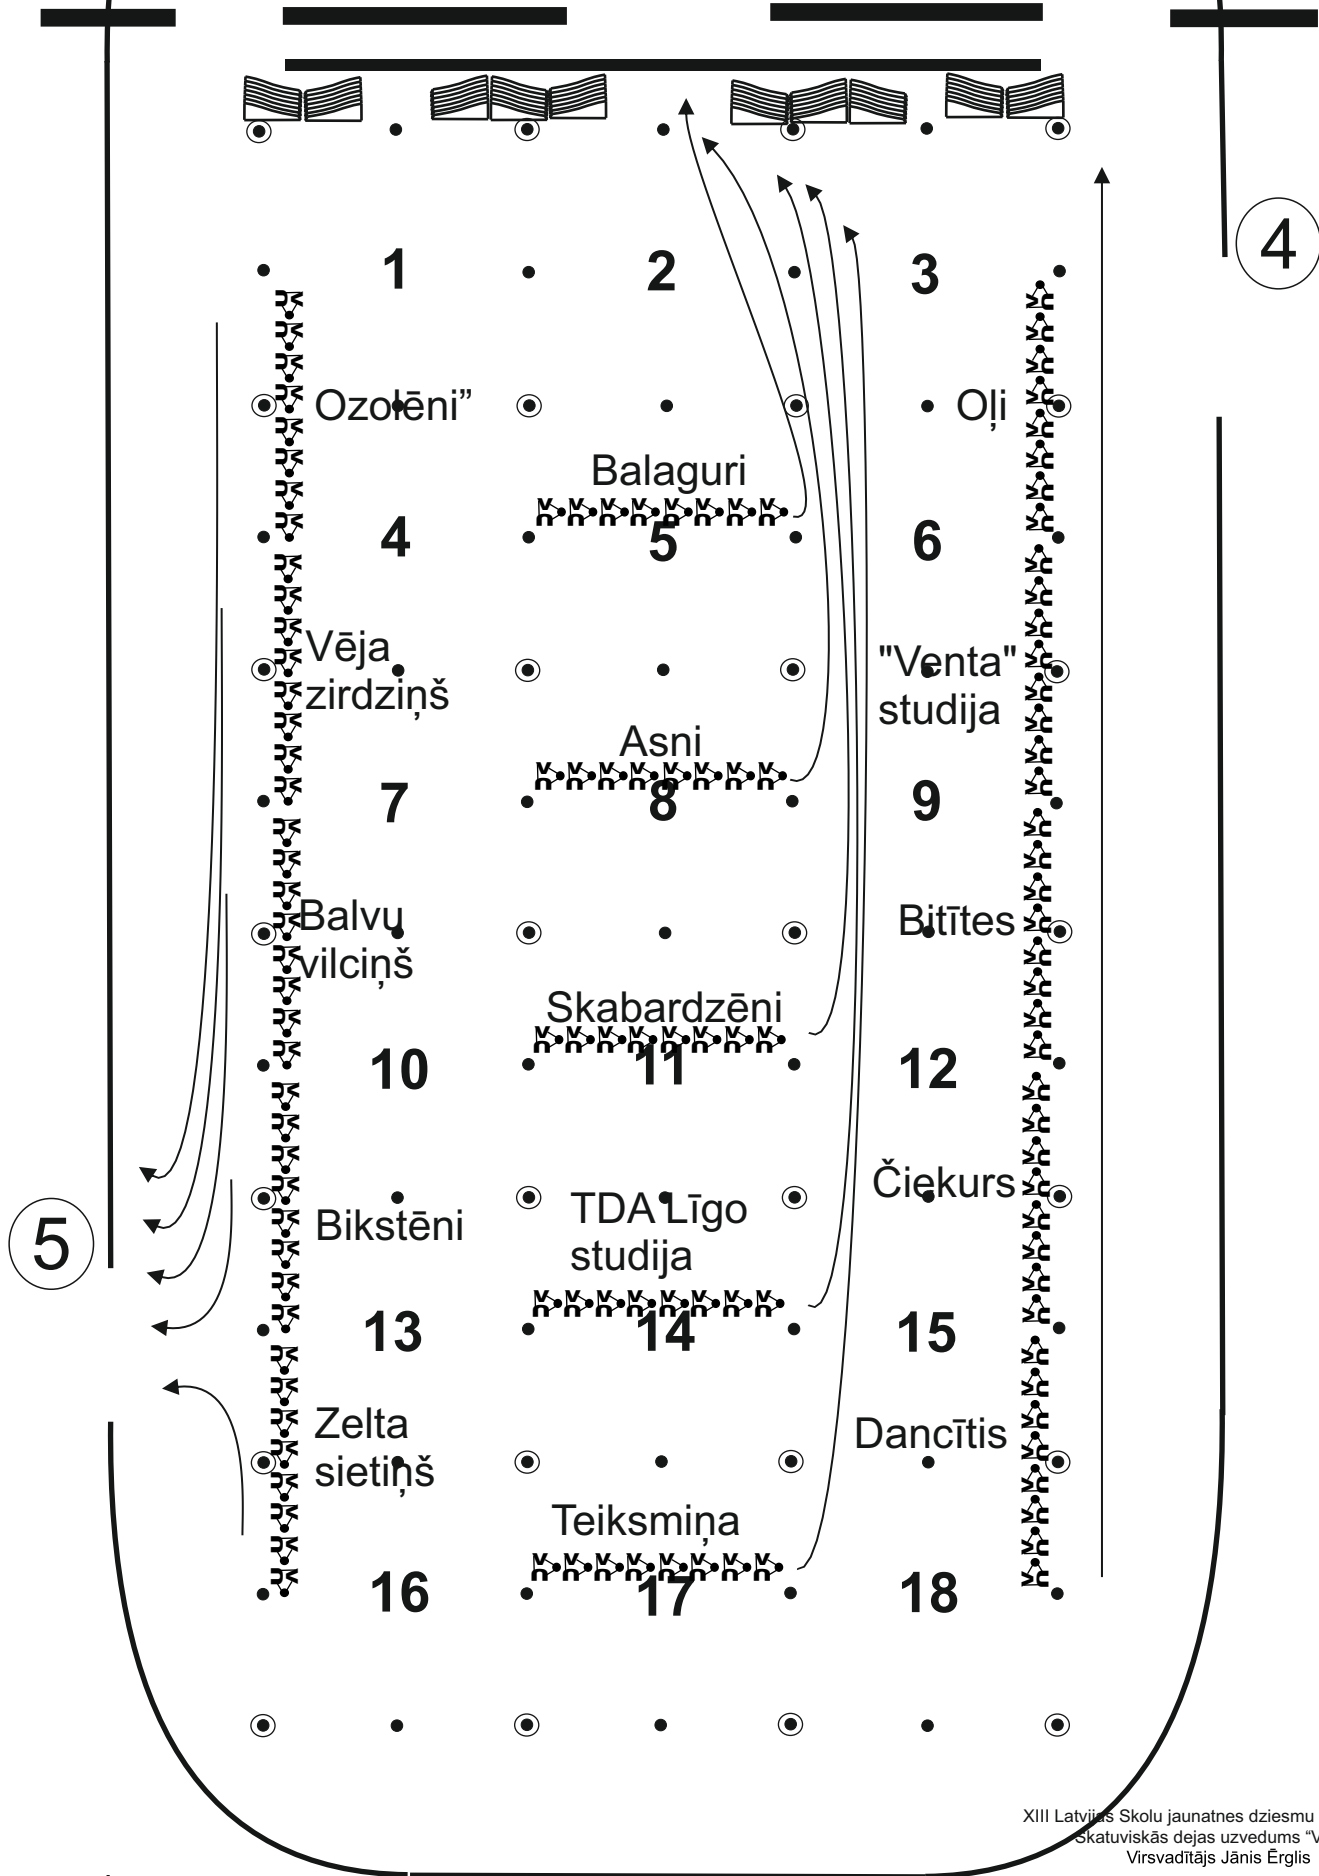 4
1
2
3
Ozolēni”
Oļi
Balaguri
4
5
6
Vēja
zirdziņš
"Venta"
studija
Asni
7
8
9
Balvu
vilciņš
Bitītes
Skabardzēni
10
11
12
Čiekurs
5
Bikstēni
TDA Līgo
studija
13
14
15
Zelta
sietiņš
Dancītis
Teiksmiņa
16
17
18
XIII Latvijas Skolu jaunatnes dziesmu
Skatuviskās dejas uzvedums “V
Virsvadītājs Jānis Ērglis